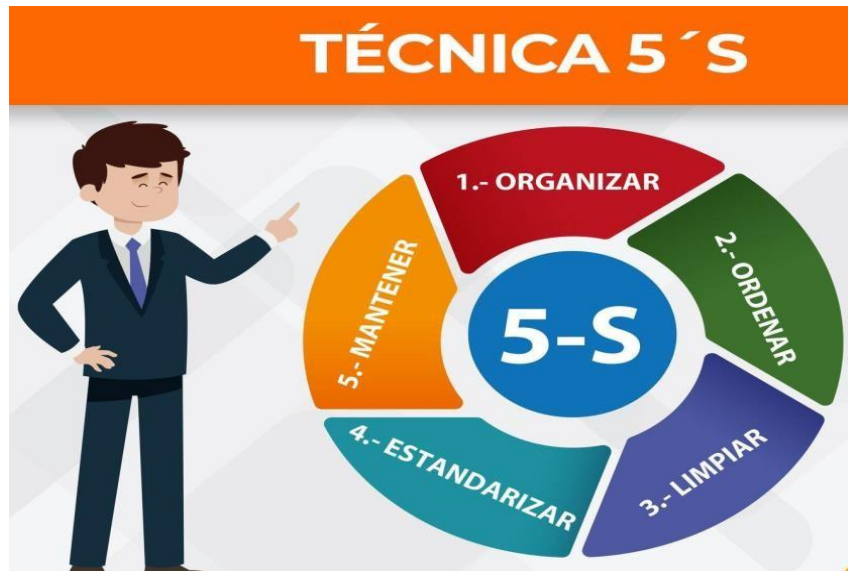 TÉCNICA 5´S
1.- ORGANIZAR
2.- ORDENAR
3.- LIMPIAR
4.- ESTANDARIZAR
5.- MANTENER
5-S